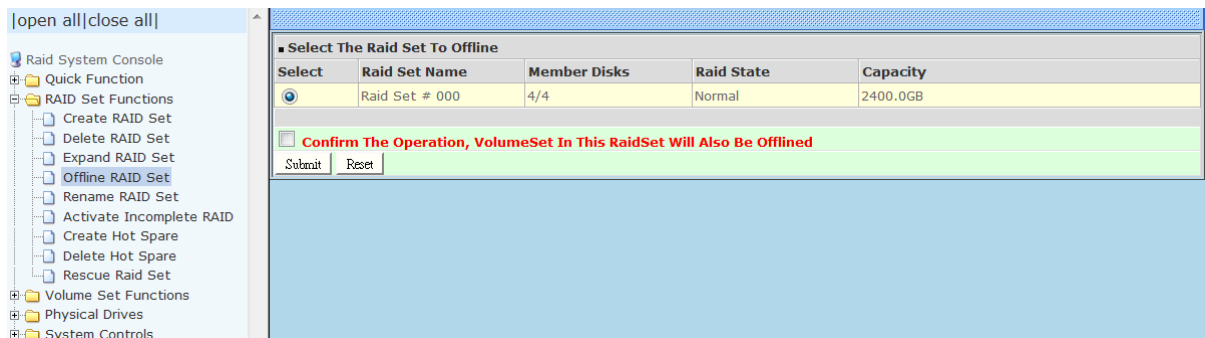 |open all|close all|
Raid System Console
Quick Function
RAID Set Functions
Create RAID Set
Delete RAID Set
Expand RAID Set
Offline RAID Set
Rename RAID Set
Activate Incomplete RAID
Create Hot Spare
Delete Hot Spare
Rescue Raid Set
Volume Set Functions
Physical Drives
System Controls
Select The Raid Set To Offline
Select Raid Set Name Member Disks Raid State Capacity
Raid Set # 000 4/4 Normal 2400.0GB
Confirm The Operation, VolumeSet In This RaidSet Will Also Be Offlined
Submit Reset